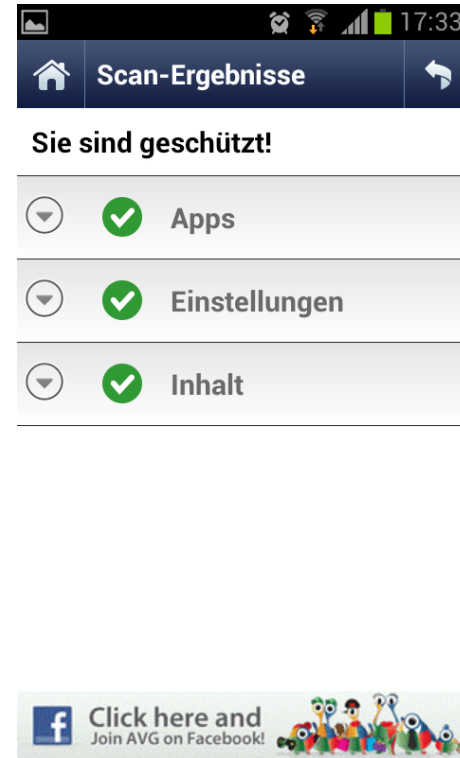 17:33
Scan-Ergebnisse
Sie sind geschützt!
Apps
Einstellungen
Inhalt
f Click here and
Join AVG on Facebook!